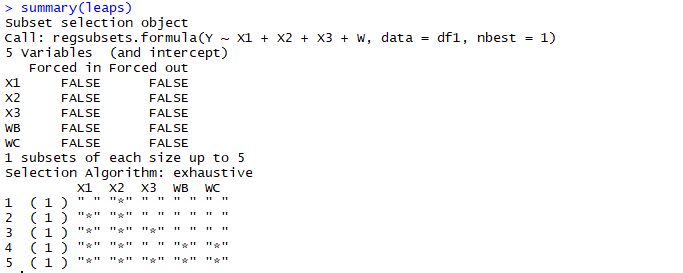 > summary(leaps)
Subset selection object
Call: regsubsets.formula(Y ~ X1 + X2 + X3 + W, data = df1, nbest = 1)
5 Variables  (and intercept)
   Forced in Forced out
X1     FALSE      FALSE
X2     FALSE      FALSE
X3     FALSE      FALSE
WB     FALSE      FALSE
WC     FALSE      FALSE
1 subsets of each size up to 5
Selection Algorithm: exhaustive
         X1  X2  X3  WB  WC
1  ( 1 ) " " "*" " " " " " "
2  ( 1 ) "*" "*" " " " " " "
3  ( 1 ) "*" "*" "*" " " " "
4  ( 1 ) "*" "*" " " "*" "*"
5  ( 1 ) "*" "*" "*" "*" "*"